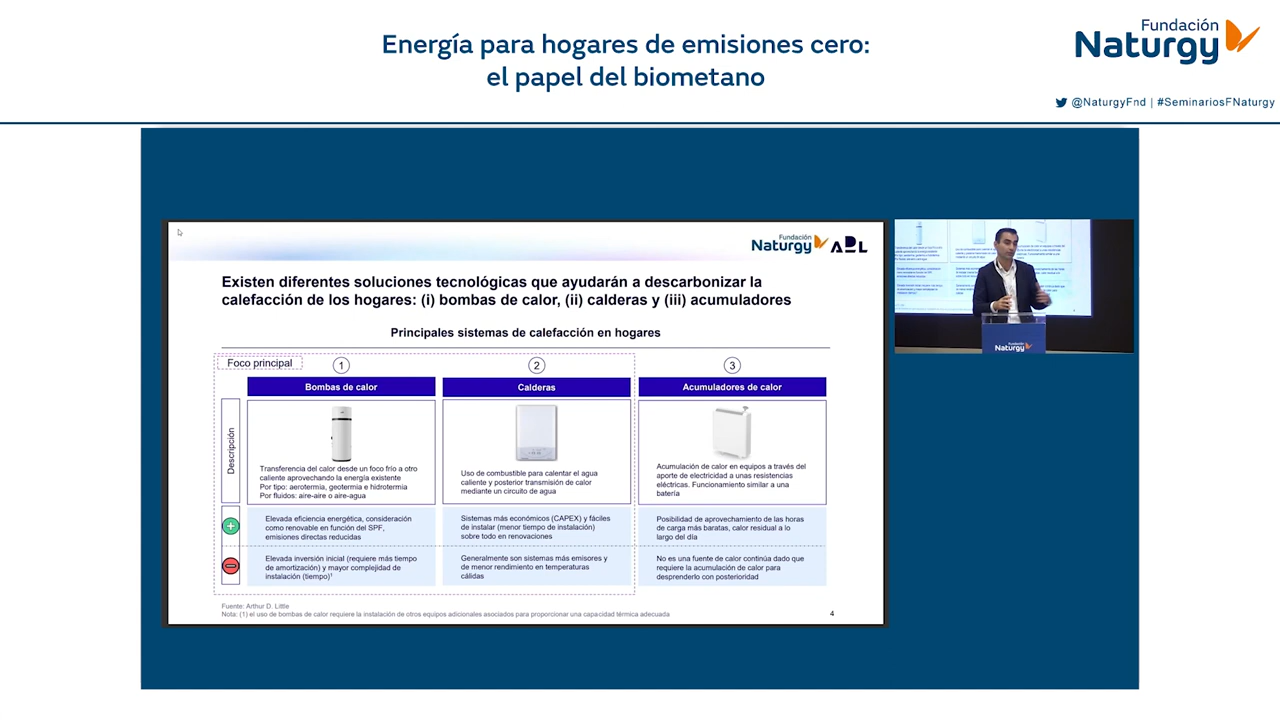 Energía para hogares de emisiones cero:
el papel del biometano
Fundación
Naturgy
@NaturgyFnd | #SeminariosFNaturgy
Fundación
Naturgy
ADL
Existen diferentes soluciones tecnológicas que ayudarán a descarbonizar la
calefacción de los hogares: (i) bombas de calor, (ii) calderas y (iii) acumuladores
Principales sistemas de calefacción en hogares
Foco principal
1
2
3
Bombas de calor
Calderas
Acumuladores de calor
Descripción
Transferencia del calor desde un foco frío a otro
caliente aprovechando la energía existente
Por tipo: aerotermia, geotermia e hidrotermia
Por fluidos: aire-aire o aire-agua
Uso de combustible para calentar el agua
caliente y posterior transmisión de calor
mediante un circuito de agua
Acumulación de calor en equipos a través del
aporte de electricidad a unas resistencias
eléctricas. Funcionamiento similar a una
batería
Elevada eficiencia energética, consideración
como renovable en función del SPF,
emisiones directas reducidas
Sistemas más económicos (CAPEX) y fáciles
de instalar (menor tiempo de instalación)
sobre todo en renovaciones
Posibilidad de aprovechamiento de las horas
de carga más baratas, calor residual a lo
largo del día
Elevada inversión inicial (requiere más tiempo
de amortización) y mayor complejidad de
instalación (tiempo)¹
Generalmente son sistemas más emisores y
de menor rendimiento en temperaturas
cálidas
No es una fuente de calor continúa dado que
requiere la acumulación de calor para
desprenderlo con posterioridad
Fuente: Arthur D. Little
Nota: (1) el uso de bombas de calor requiere la instalación de otros equipos adicionales asociados para proporcionar una capacidad térmica adecuada
4
Fundación
Naturgy